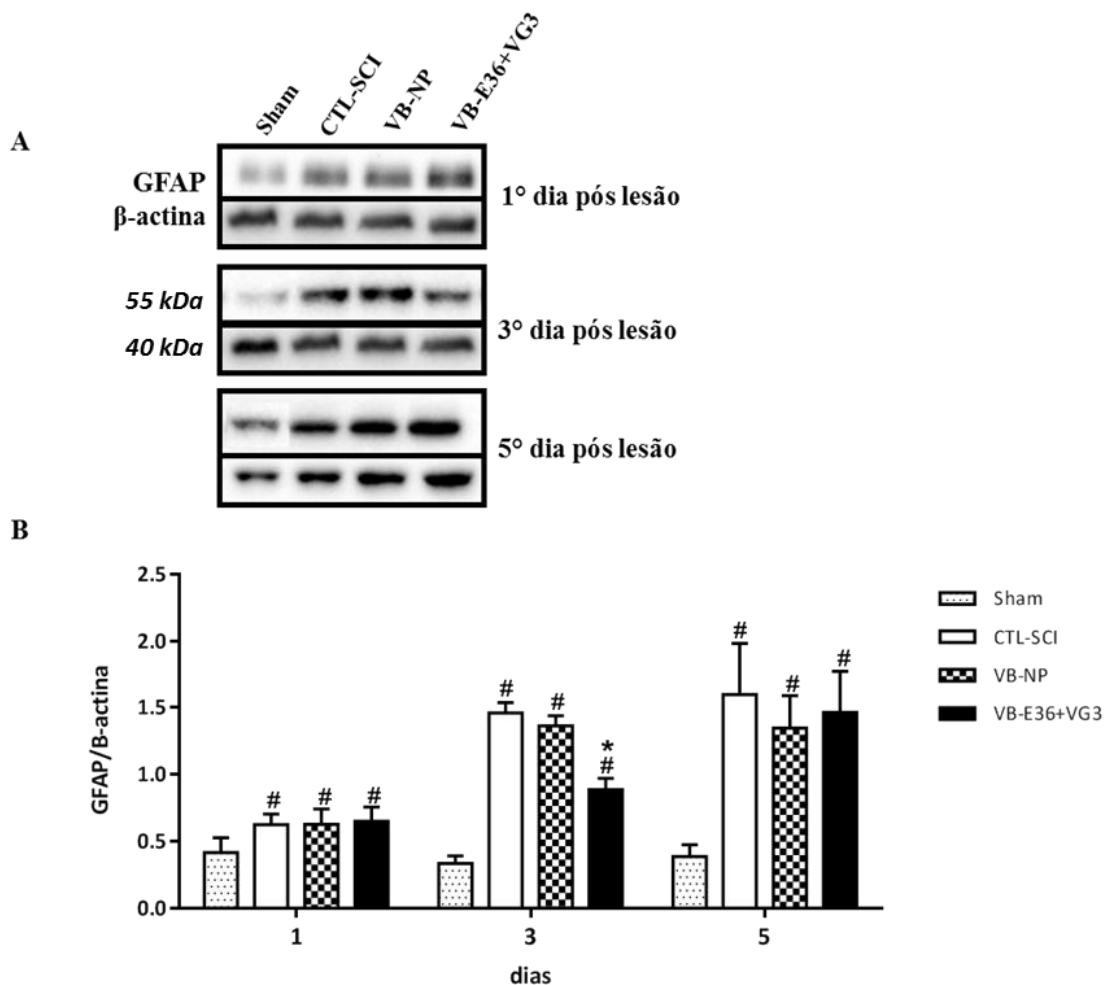 A
Sham
CTL-SCI
VB-NP
VB-E36+VG3
GFAP
β-actina
1° dia pós lesão
55 kDa
40 kDa
3° dia pós lesão
5° dia pós lesão
B
2.5
2.0
1.5
1.0
0.5
0.0
GFAP/B-actina
# # #
# # * #
# # #
1 3 5
dias
Sham
CTL-SCI
VB-NP
VB-E36+VG3